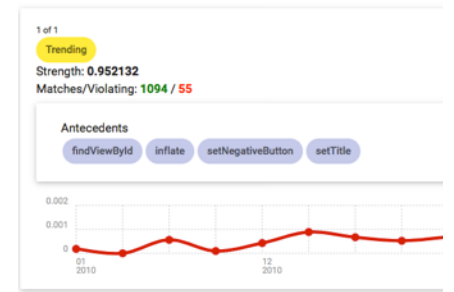 1 of 1
Trending
Strength: 0.952132
Matches/Violating: 1094 / 55
Antecedents
findViewById inflate setNegativeButton setTitle
0.002
0.001
0
01 12
2010 2010